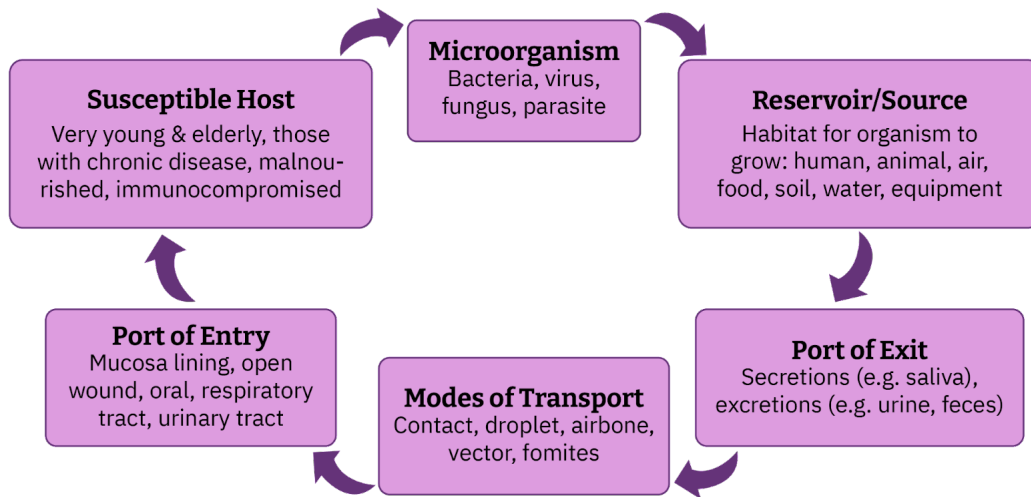 Microorganism
Bacteria, virus,
fungus, parasite
Reservoir/Source
Habitat for organism to
grow: human, animal, air,
food, soil, water, equipment
Port of Exit
Secretions (e.g. saliva),
excretions (e.g. urine, feces)
Modes of Transport
Contact, droplet, airbone,
vector, fomites
Port of Entry
Mucosa lining, open
wound, oral, respiratory
tract, urinary tract
Susceptible Host
Very young & elderly, those
with chronic disease, malnou-
rished, immunocompromised